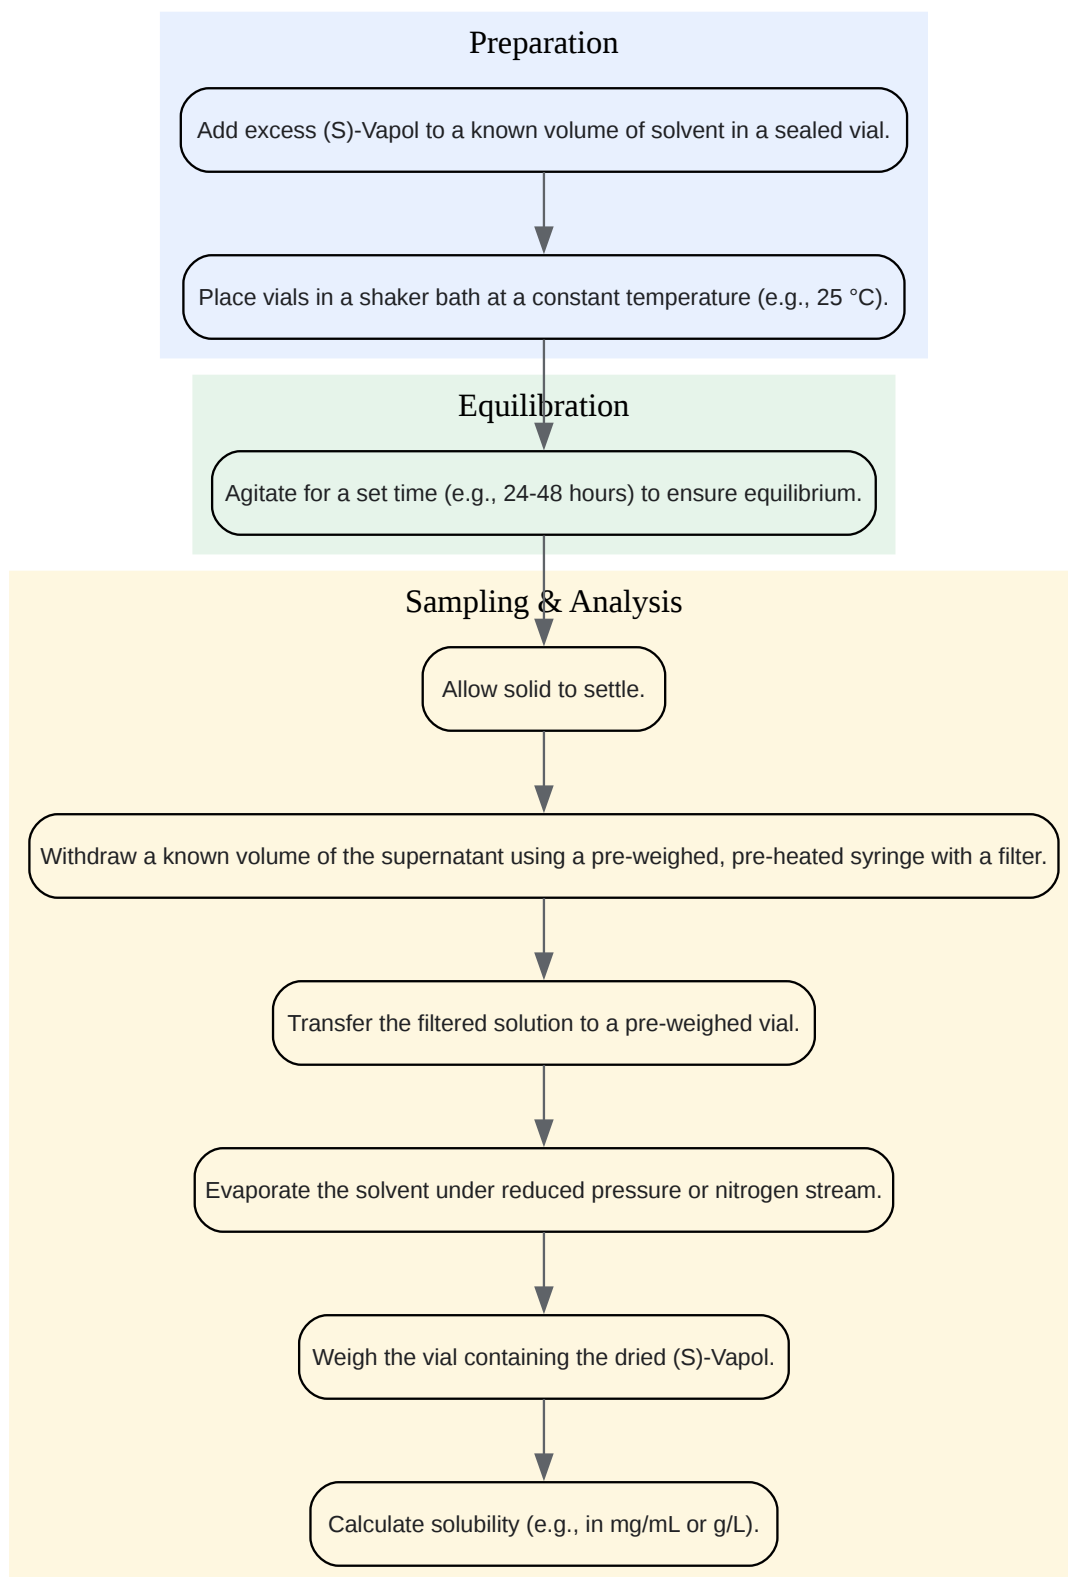 Preparation
Add excess (S)-Vapol to a known volume of solvent in a sealed vial.
Place vials in a shaker bath at a constant temperature (e.g., 25 °C).
Equilibration
Agitate for a set time (e.g., 24-48 hours) to ensure equilibrium.
Sampling & Analysis
Allow solid to settle.
Withdraw a known volume of the supernatant using a pre-weighed, pre-heated syringe with a filter.
Transfer the filtered solution to a pre-weighed vial.
Evaporate the solvent under reduced pressure or nitrogen stream.
Weigh the vial containing the dried (S)-Vapol.
Calculate solubility (e.g., in mg/mL or g/L).